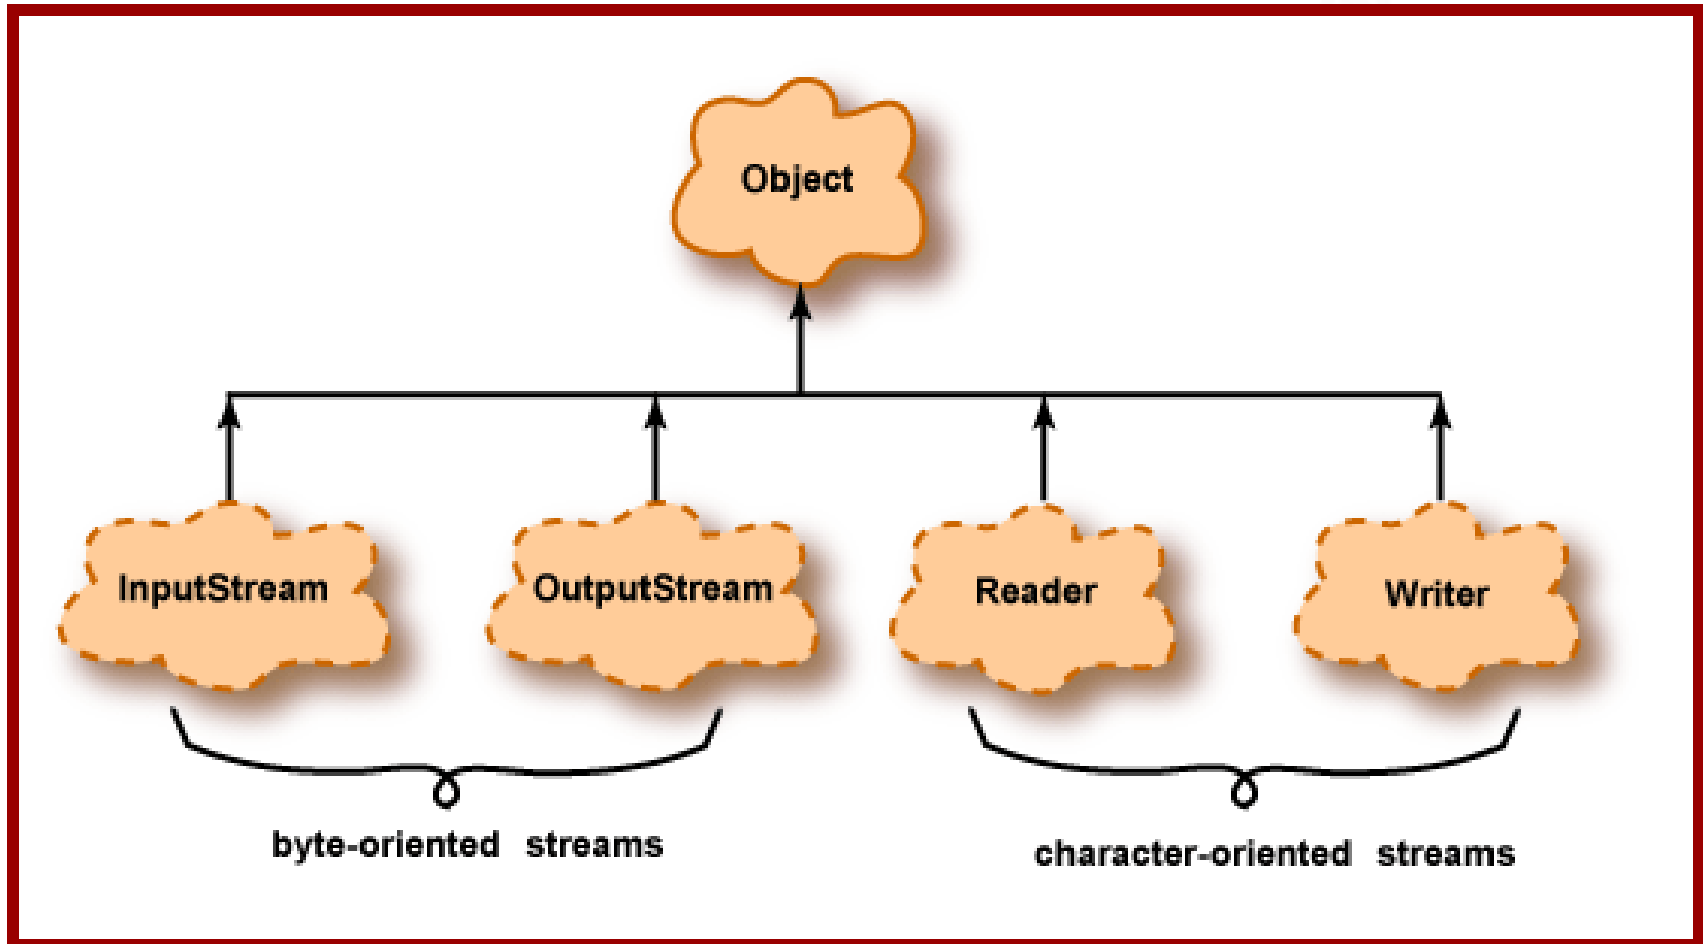 Object
InputStream
OutputStream
Reader
Writer
byte-oriented streams
character-oriented streams